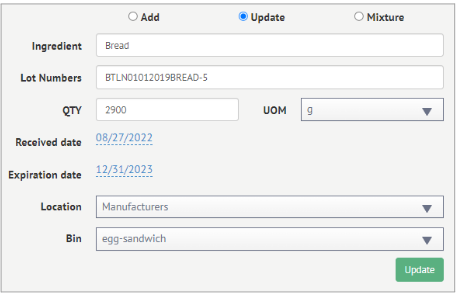 Add Update Mixture
Ingredient Bread
Lot Numbers BTLN01012019BREAD-5
QTY 2900 UOM g
Received date 08/27/2022
Expiration date 12/31/2023
Location Manufacturers
Bin egg-sandwich
Update